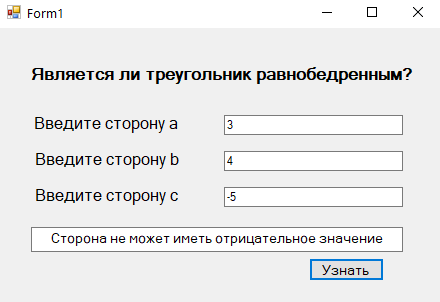 Form1
Является ли треугольник равнобедренным?
Введите сторону a
3
Введите сторону b
4
Введите сторону c
-5
Сторона не может иметь отрицательное значение
Узнать